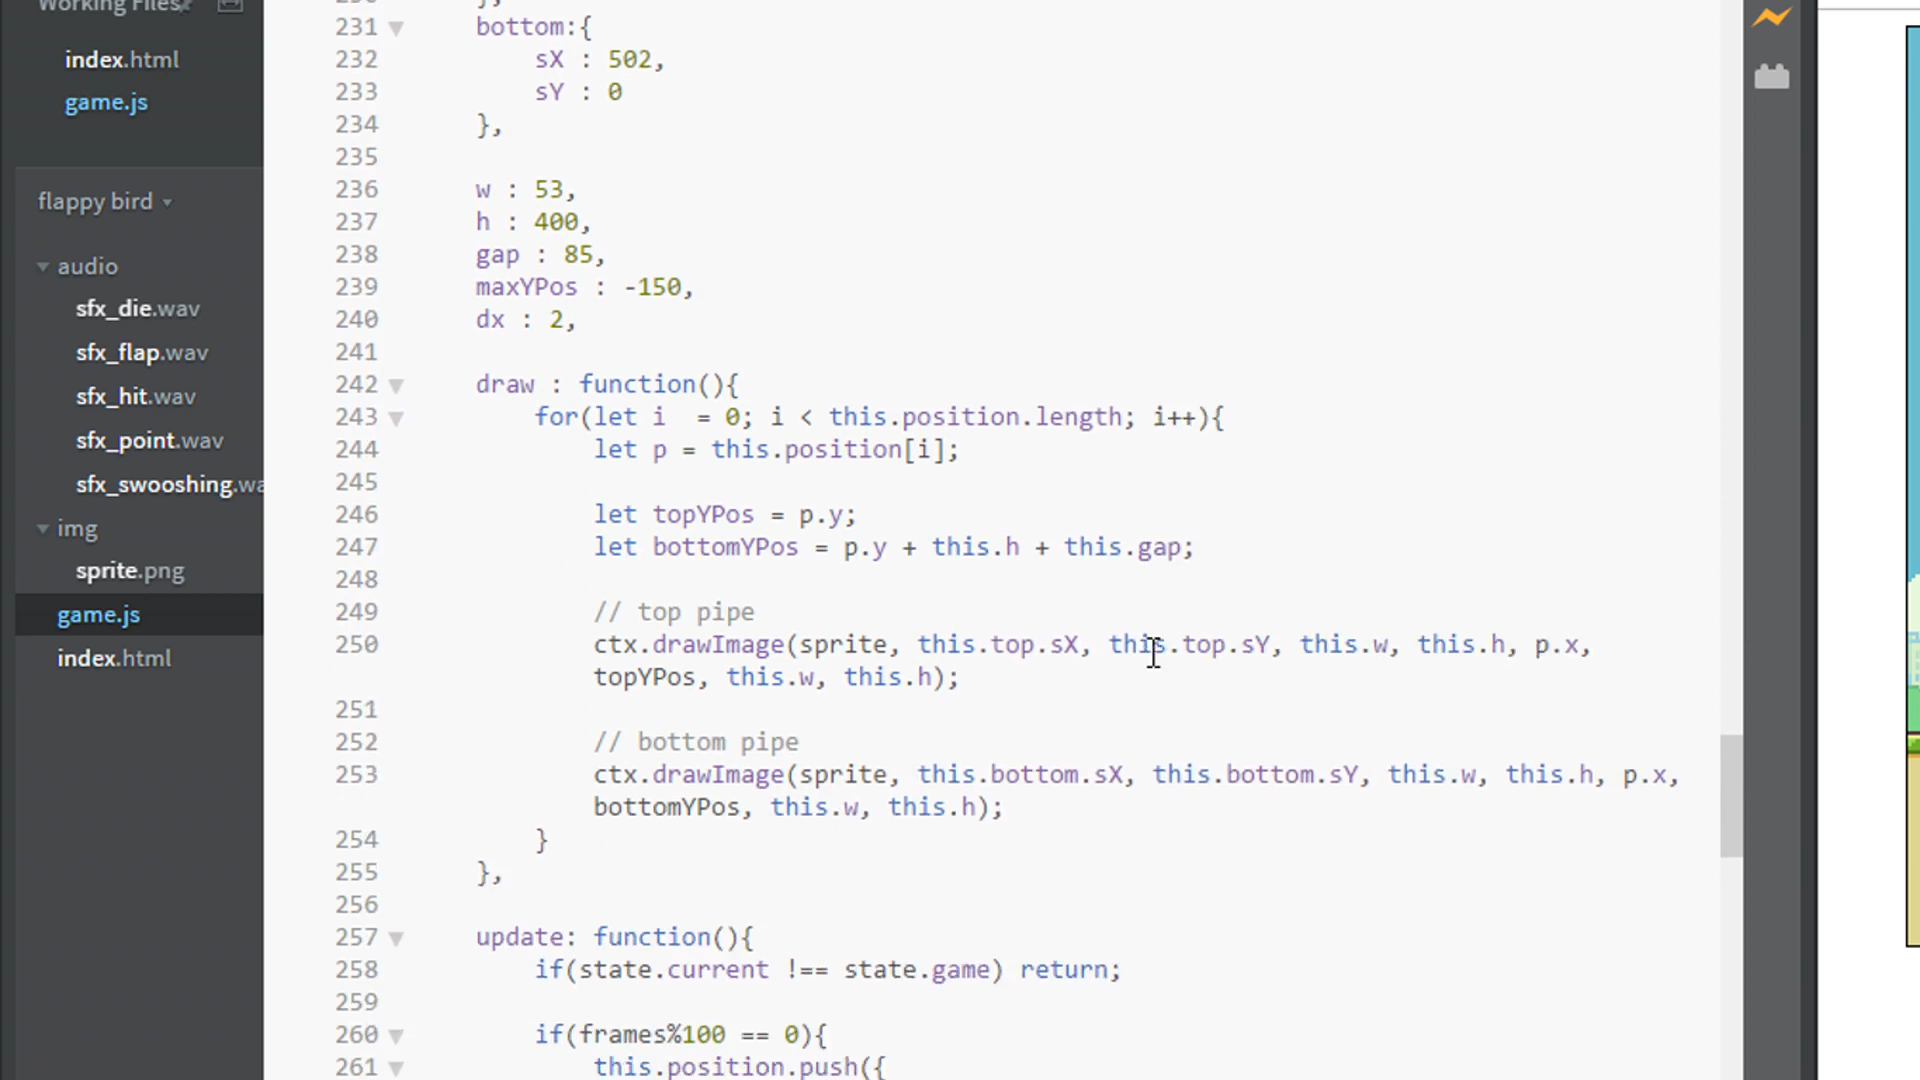 Working Files
index.html
game.js
flappy bird
audio
sfx_die.wav
sfx_flap.wav
sfx_hit.wav
sfx_point.wav
sfx_swooshing.wa
img
sprite.png
game.js
index.html
231 bottom:{
232 sX : 502,
233 sY : 0
234 },
235
236 w : 53,
237 h : 400,
238 gap : 85,
239 maxYPos : -150,
240 dx : 2,
241
242 draw : function(){
243 for(let i  = 0; i < this.position.length; i++){
244 let p = this.position[i];
245
246 let topYPos = p.y;
247 let bottomYPos = p.y + this.h + this.gap;
248
249 // top pipe
250 ctx.drawImage(sprite, this.top.sX, this.top.sY, this.w, this.h, p.x,
topYPos, this.w, this.h);
251
252 // bottom pipe
253 ctx.drawImage(sprite, this.bottom.sX, this.bottom.sY, this.w, this.h, p.x,
bottomYPos, this.w, this.h);
254 }
255 },
256
257 update: function(){
258 if(state.current !== state.game) return;
259
260 if(frames%100 == 0){
261 this.position.push({